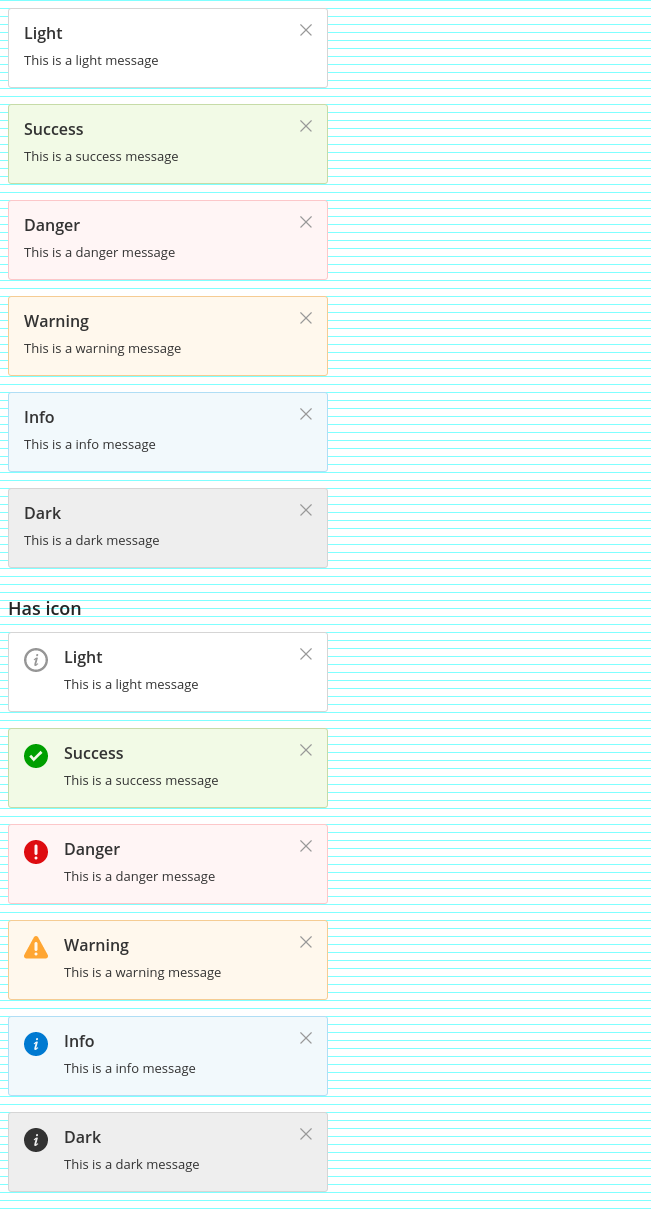 Light
This is a light message
Success
This is a success message
Danger
This is a danger message
Warning
This is a warning message
Info
This is a info message
Dark
This is a dark message
Has icon
Light
This is a light message
Success
This is a success message
Danger
This is a danger message
Warning
This is a warning message
Info
This is a info message
Dark
This is a dark message